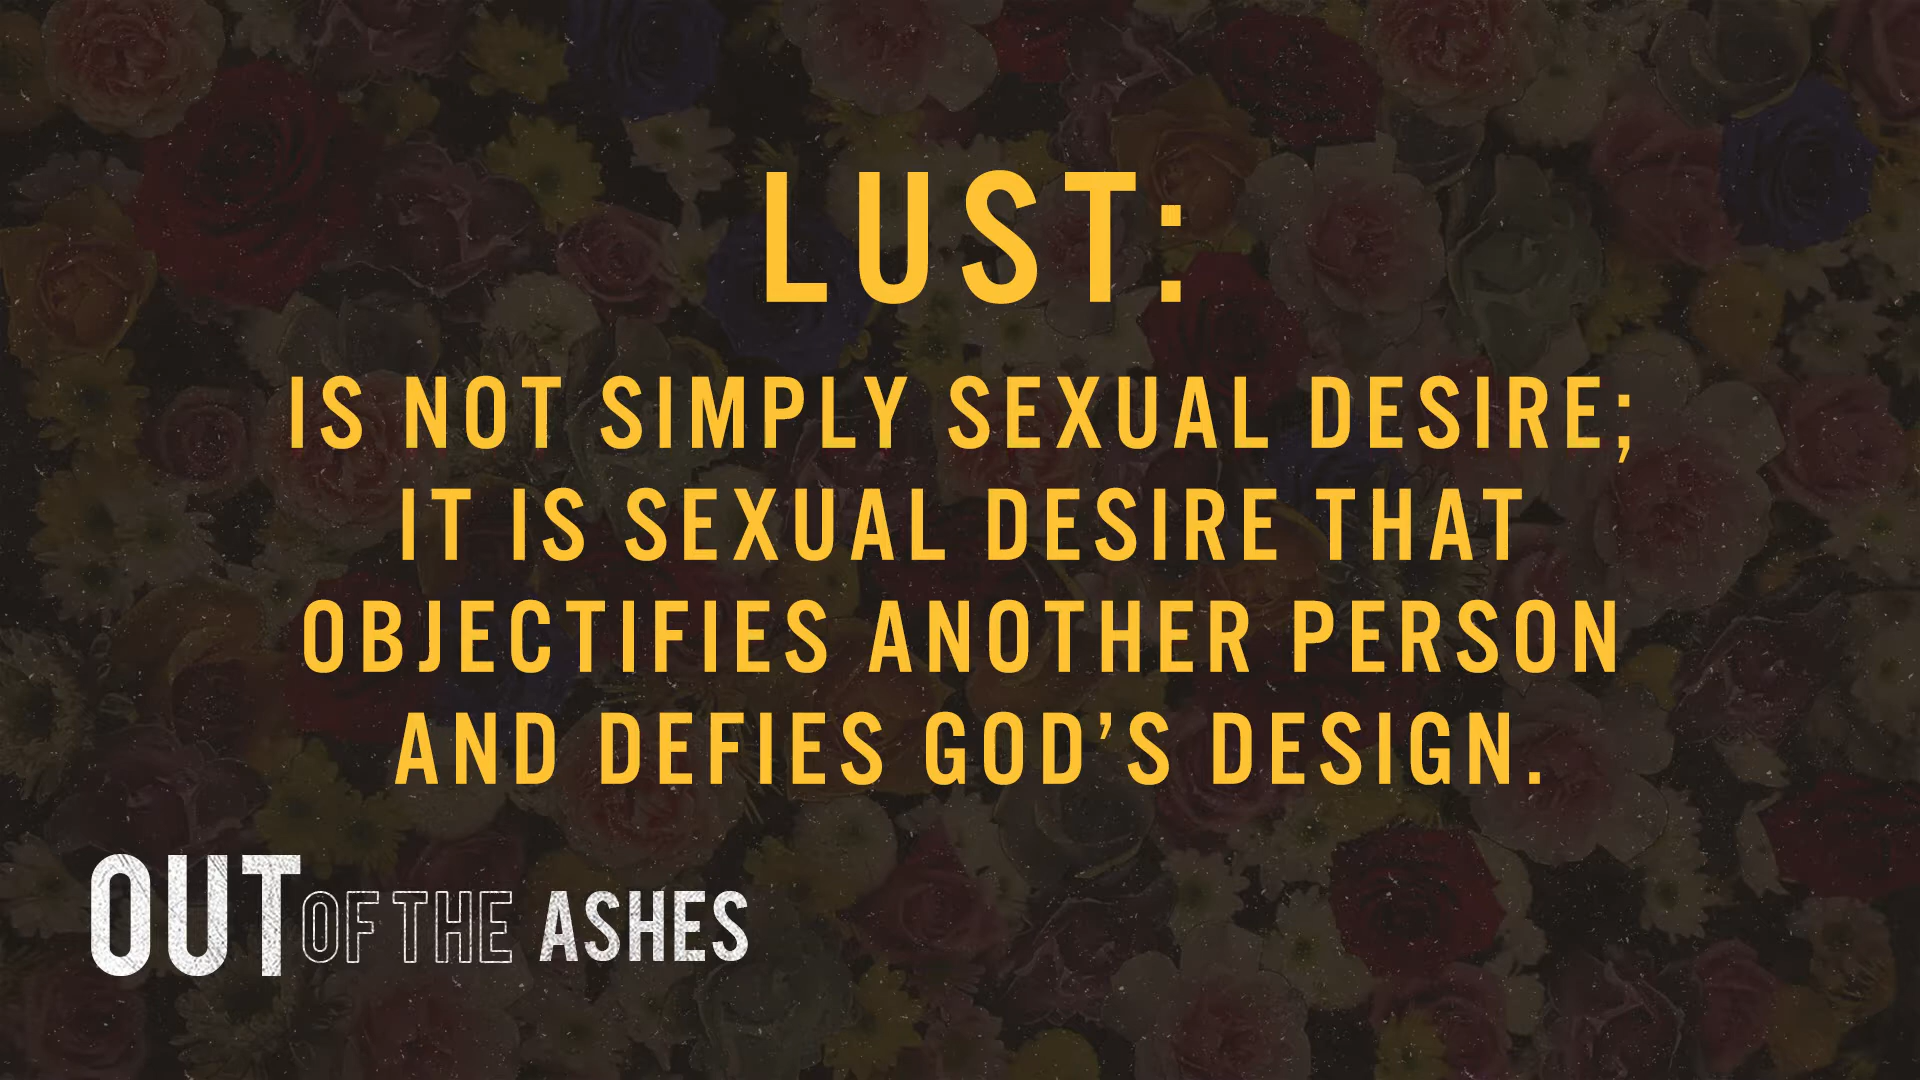 LUST:
IS NOT SIMPLY SEXUAL DESIRE;
IT IS SEXUAL DESIRE THAT
OBJECTIFIES ANOTHER PERSON
AND DEFIES GOD’S DESIGN.
OUT OF THE ASHES